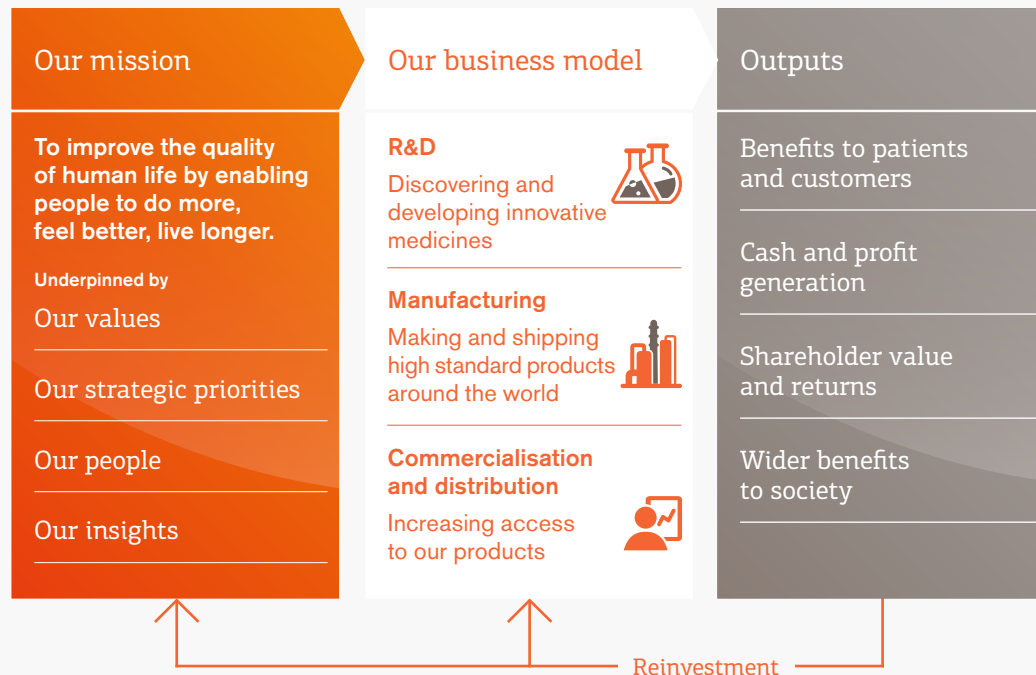 Our mission
To improve the quality
of human life by enabling
people to do more,
feel better, live longer.
Underpinned by
Our values
Our strategic priorities
Our people
Our insights
Our business model
R&D
Discovering and
developing innovative
medicines
Manufacturing
Making and shipping
high standard products
around the world
Commercialisation
and distribution
Increasing access
to our products
Outputs
Benefits to patients
and customers
Cash and profit
generation
Shareholder value
and returns
Wider benefits
to society
Reinvestment